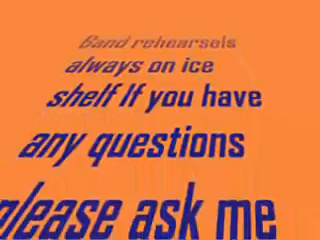 Band rehearsels
always on ice
shelf If you have
any questions
please ask me